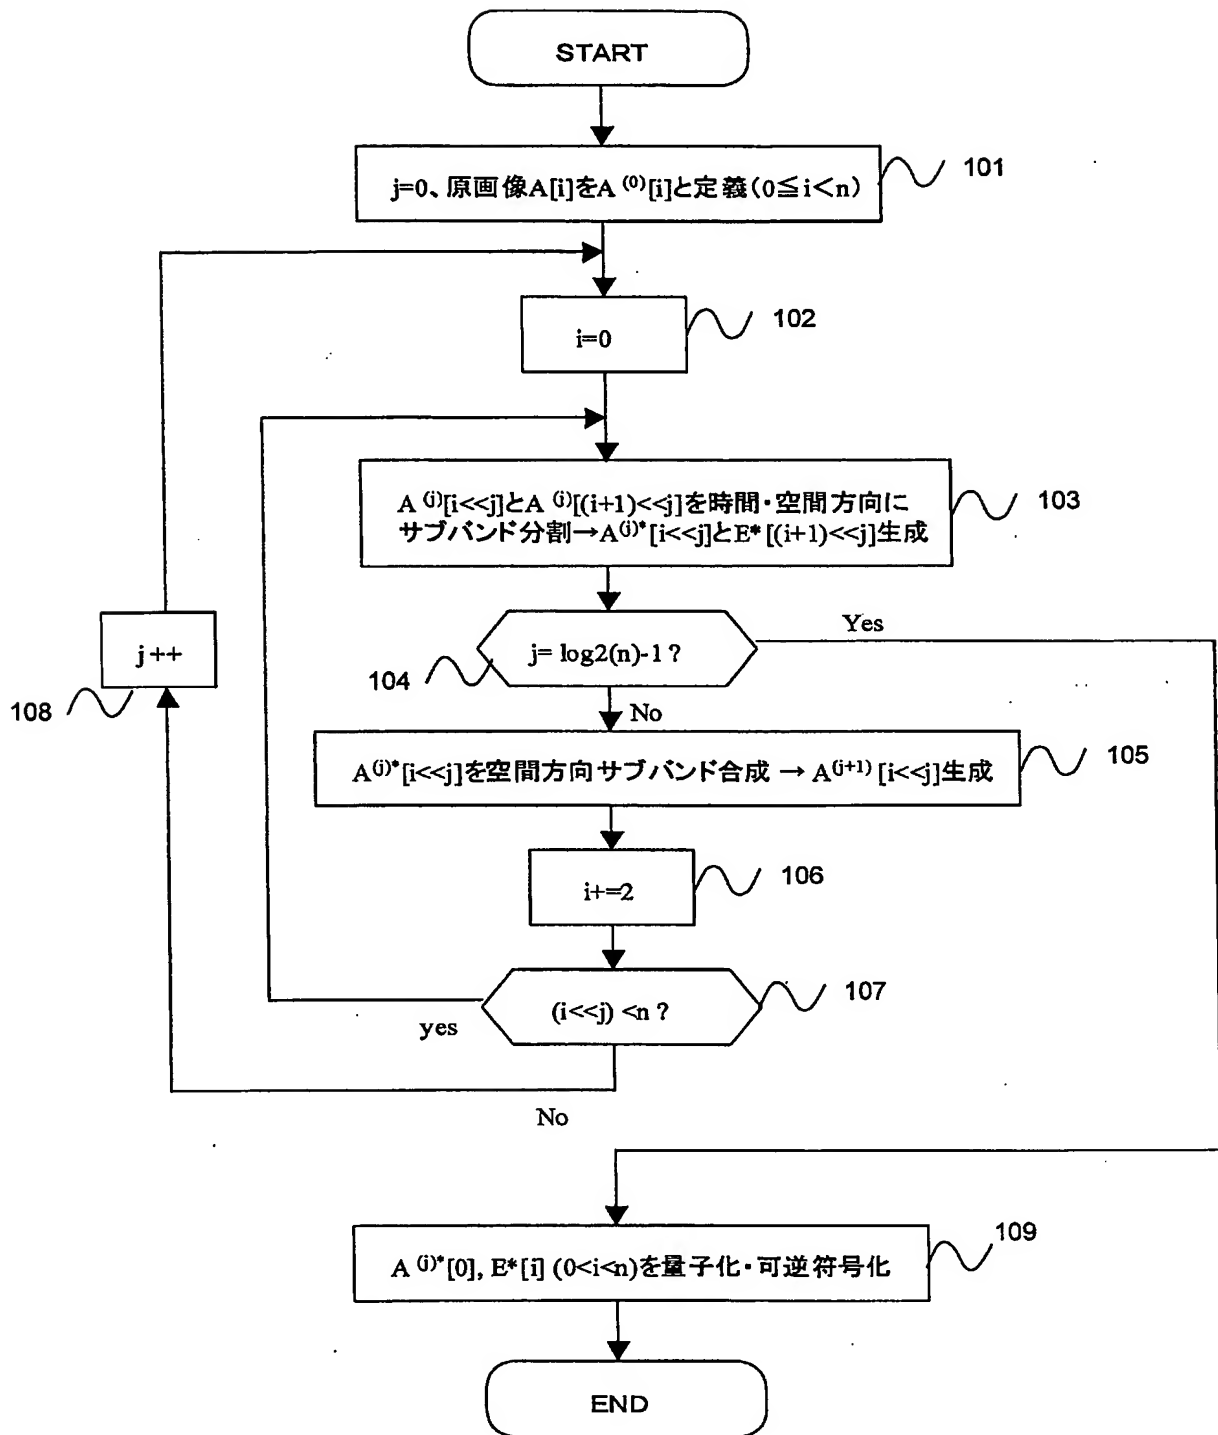 START
j=0、原画像A[i]をA⁽⁰⁾[i]と定義(0≦i<n)
101
i=0
102
A⁽ʲ⁾[i<<j]とA⁽ʲ⁾[(i+1)<<j]を時間・空間方向に
サブバンド分割→A⁽ʲ⁾*[i<<j]とE*[(i+1)<<j]生成
103
j= log2(n)-1 ?
104
Yes
No
j++
108
A⁽ʲ⁾*[i<<j]を空間方向サブバンド合成 → A⁽ʲ⁺¹⁾ [i<<j]生成
105
i+=2
106
(i<<j) <n ?
107
yes
No
A⁽ʲ⁾*[0], E*[i] (0<i<n)を量子化・可逆符号化
109
END